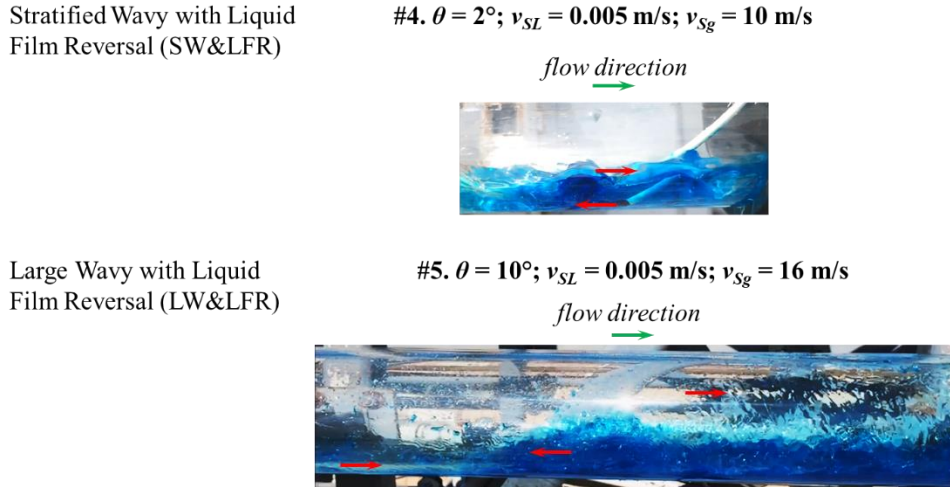 Stratified Wavy with Liquid
Film Reversal (SW&LFR)
#4. θ = 2°; vSL = 0.005 m/s; vSg = 10 m/s
flow direction
Large Wavy with Liquid
Film Reversal (LW&LFR)
#5. θ = 10°; vSL = 0.005 m/s; vSg = 16 m/s
flow direction